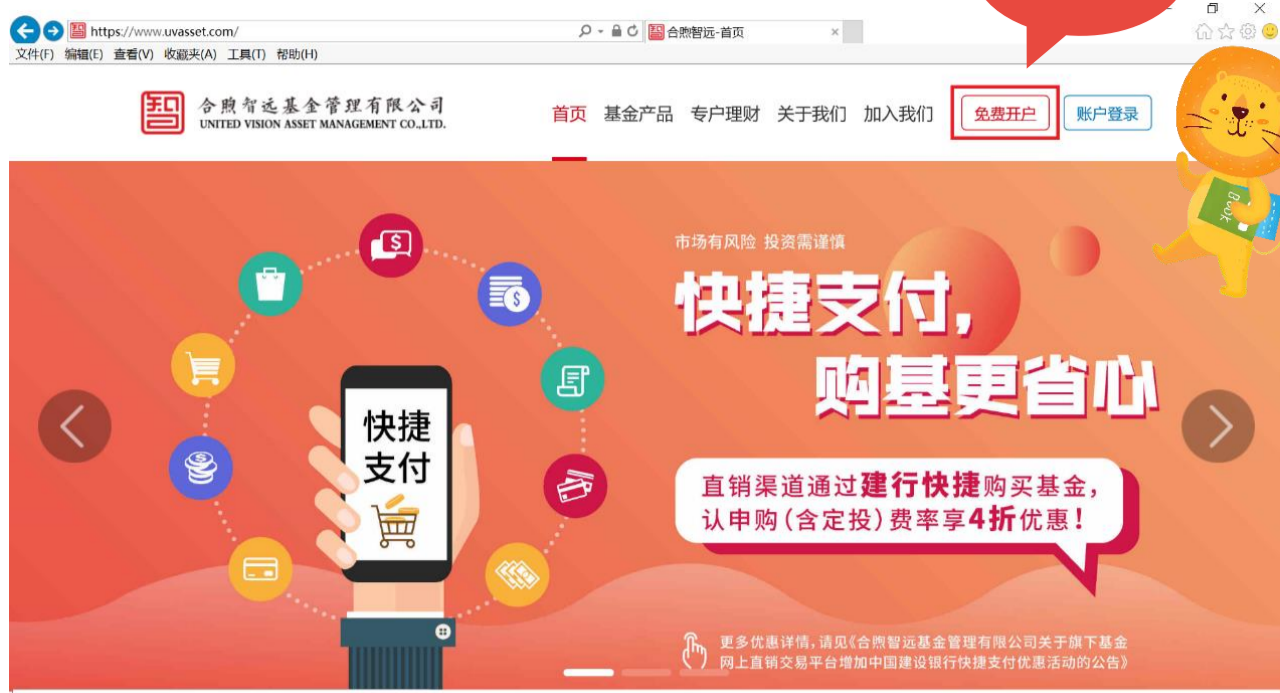 https://www.uvasset.com/
合煦智远-首页
文件(F) 编辑(E) 查看(V) 收藏夹(A) 工具(T) 帮助(H)
智
合煦智远基金管理有限公司
UNITED VISION ASSET MANAGEMENT CO.,LTD.
首页 基金产品 专户理财 关于我们 加入我们 免费开户 账户登录
Book
市场有风险 投资需谨慎
快捷支付,
购基更省心
快捷
支付
直销渠道通过建行快捷购买基金,
认申购(含定投)费率享4折优惠!
更多优惠详情,请见《合煦智远基金管理有限公司关于旗下基金
网上直销交易平台增加中国建设银行快捷支付优惠活动的公告》